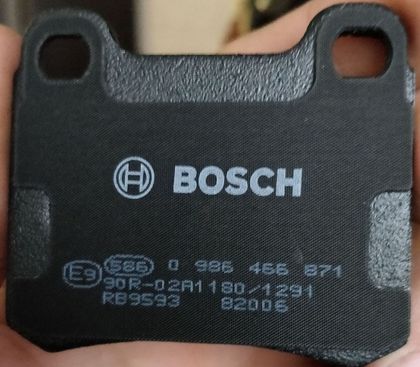 BOSCH
E9 586 0 986 466 871
90R-02A1180/1291
RB9593 82006